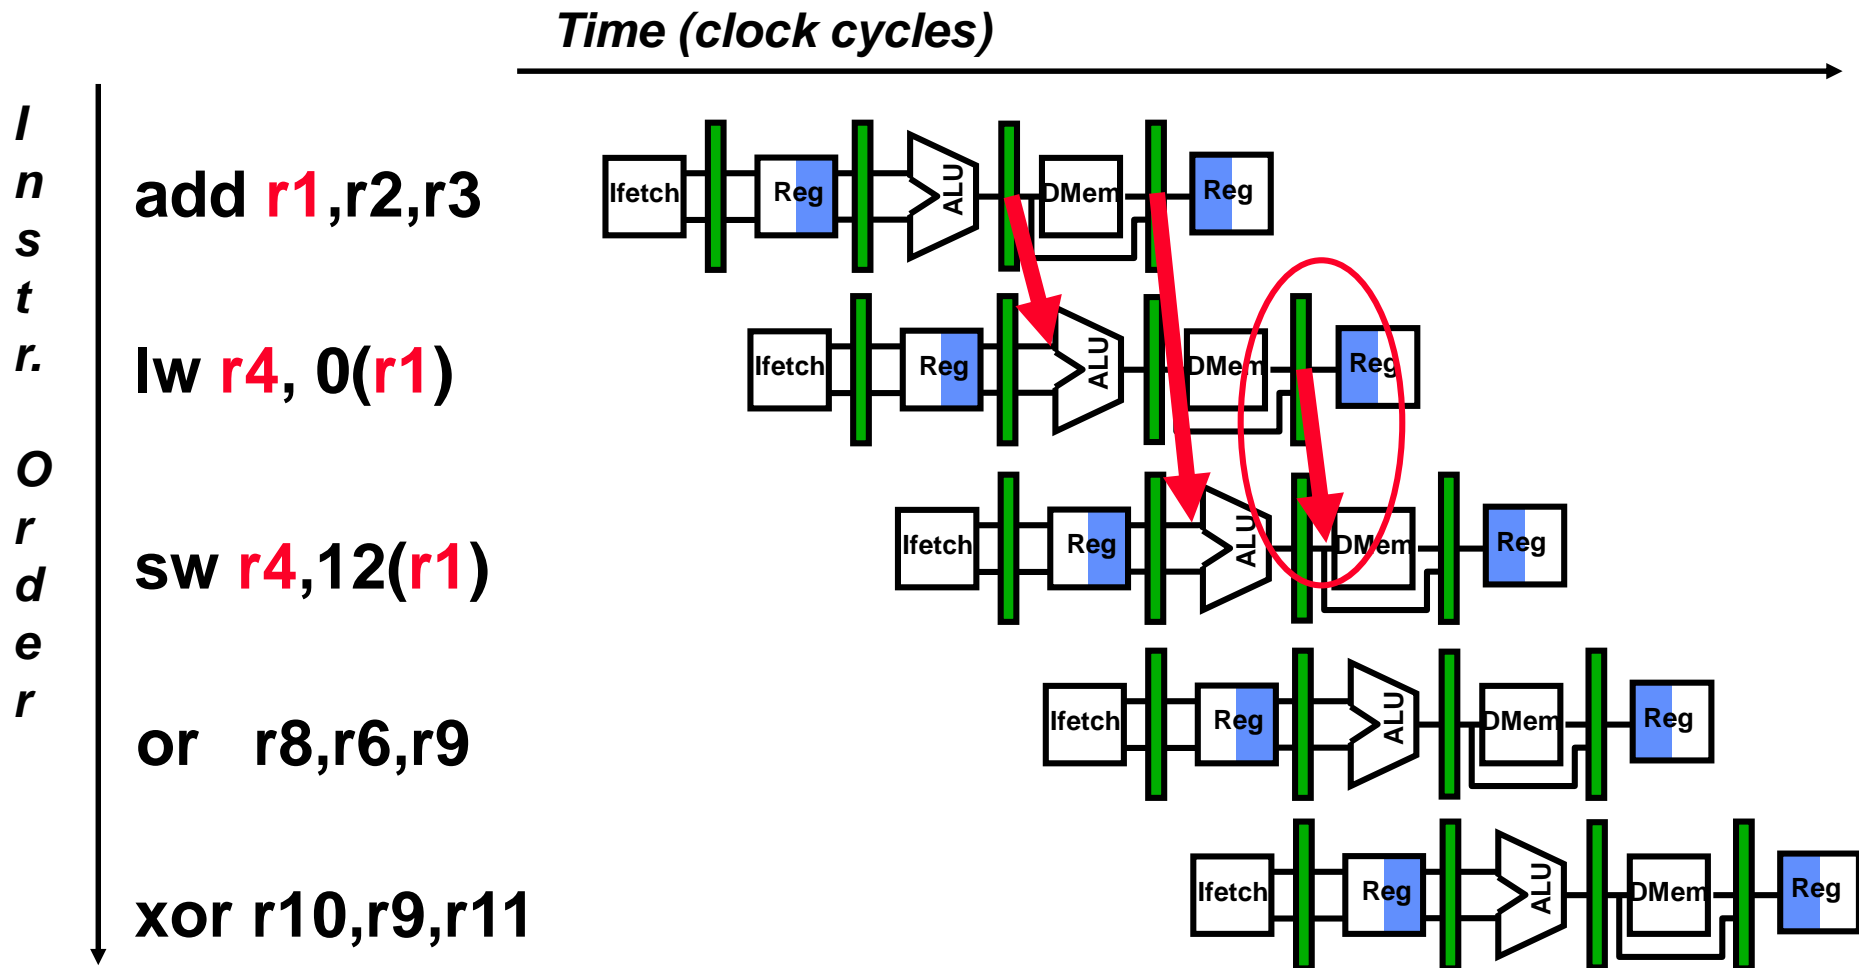 Time (clock cycles)
Instr. Order
add r1,r2,r3
Ifetch Reg ALU DMem Reg
lw r4, 0(r1)
Ifetch Reg ALU DMem Reg
sw r4,12(r1)
Ifetch Reg ALU DMem Reg
or r8,r6,r9
Ifetch Reg ALU DMem Reg
xor r10,r9,r11
Ifetch Reg ALU DMem Reg